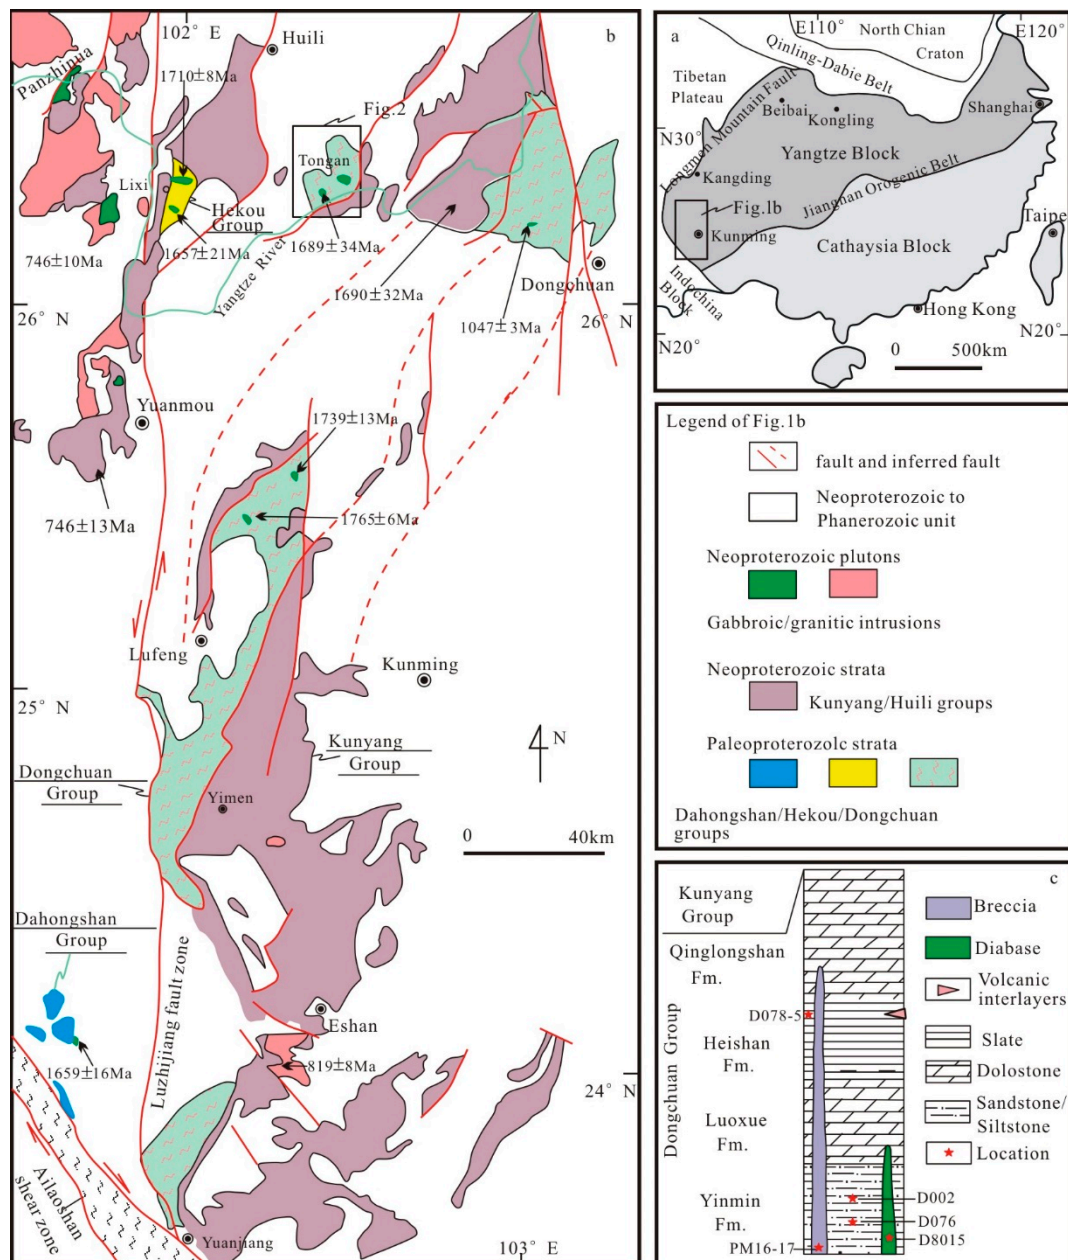 102° E
Huili
b
Panzhinua
1710±8Ma
Fig.2
Tongan
Lixi
Hekou
Group
746±10Ma
1657±21Ma
1689±34Ma
Yangtze River
1690±32Ma
Dongchuan
1047±3Ma
26° N
26° N
Yuanmou
1739±13Ma
746±13Ma
1765±6Ma
Lufeng
Kunming
25° N
N
Kunyang
Group
Dongchuan
Group
Yimen
0 40km
Dahongshan
Group
Luzhijiang fault zone
Eshan
819±8Ma
1659±16Ma
24° N
Ailaoshan
shear zone
Yuanjiang
103° E
a
E110°
E120°
North Chian
Craton
Qinling-Dabie Belt
Tibetan
Plateau
Longmen Mountain Fault
Beibai
Kongling
Shanghai
N30°
Yangtze Block
Kangding
Jiangnan Orogenic Belt
Fig.1b
Taipe
Kunming
Cathaysia Block
Indochina
Block
Hong Kong
N20°
N20°
0 500km
Legend of Fig.1b
fault and inferred fault
Neoproterozoic to
Phanerozoic unit
Neoproterozoic plutons
Gabbroic/granitic intrusions
Neoproterozoic strata
Kunyang/Huili groups
Paleoproterozolc strata
Dahongshan/Hekou/Dongchuan
groups
c
Kunyang
Group
Qinglongshan
Fm.
D078-5
Heishan
Fm.
Dongchuan Group
Luoxue
Fm.
Yinmin
Fm.
D002
D076
D8015
PM16-17
Breccia
Diabase
Volcanic
interlayers
Slate
Dolostone
Sandstone/
Siltstone
Location